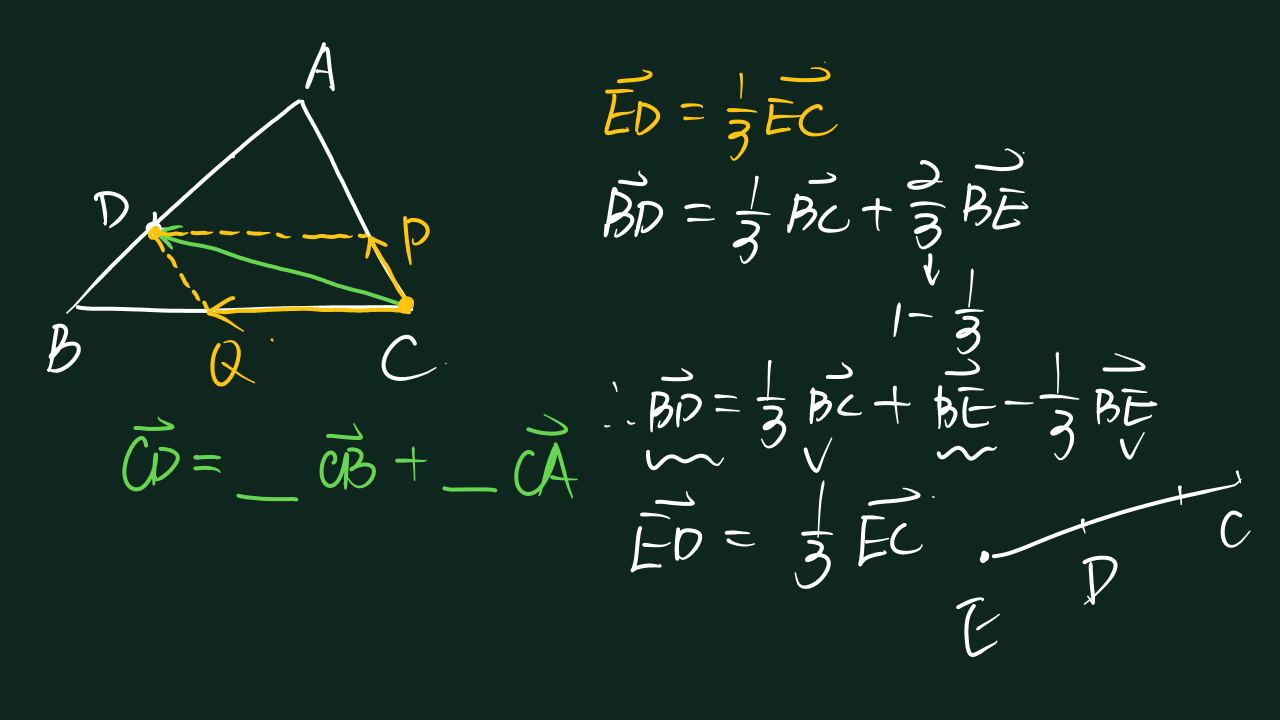 A
D
P
B
Q
C
\vec{CD} = __ \vec{CB} + __ \vec{CA}
\vec{ED} = \frac{1}{3} \vec{EC}
\vec{BD} = \frac{1}{3} \vec{BC} + \frac{2}{3} \vec{BE}
↓
1 - \frac{1}{3}
∴ \vec{BD} = \frac{1}{3} \vec{BC} + \vec{BE} - \frac{1}{3} \vec{BE}
\vec{ED} = \frac{1}{3} \vec{EC}
C
D
E